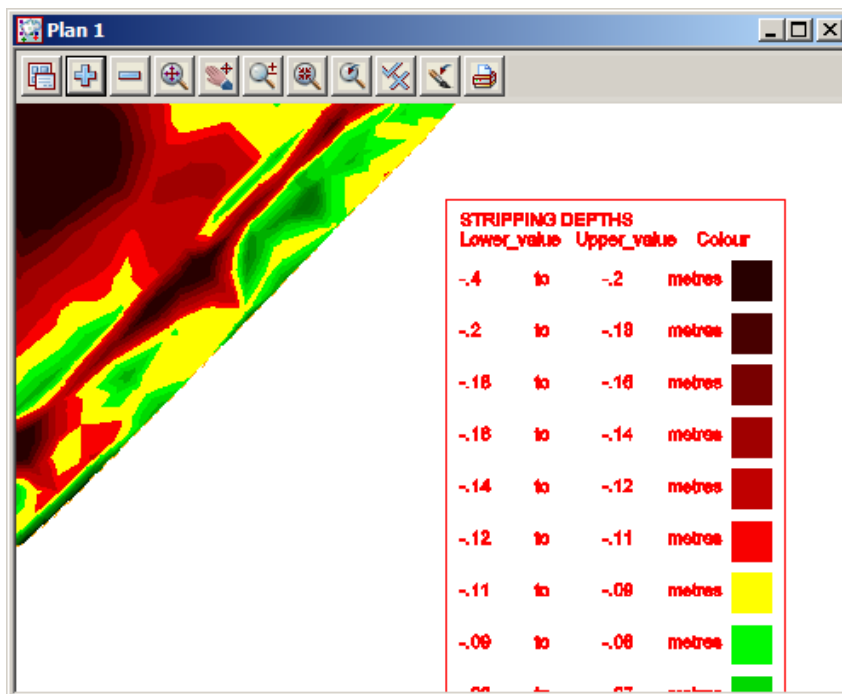 Plan 1
STRIPPING DEPTHS
Lower_value Upper_value Colour
-.4 to -.2 metres
-.2 to -.18 metres
-.18 to -.16 metres
-.16 to -.14 metres
-.14 to -.12 metres
-.12 to -.11 metres
-.11 to -.09 metres
-.09 to -.08 metres